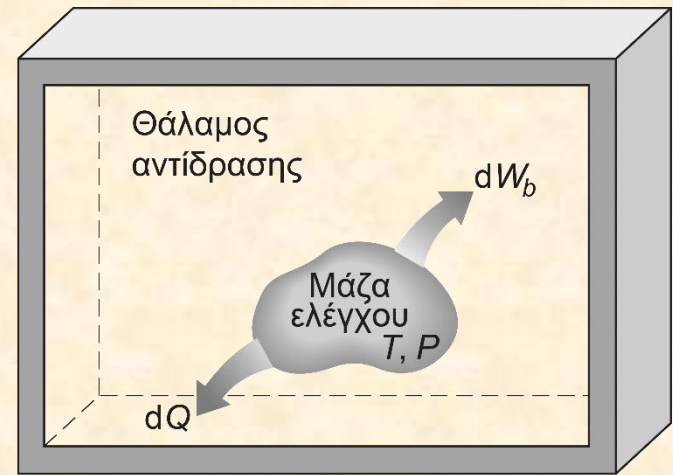 Θάλαμος
αντίδρασης
dW_b
Μάζα
ελέγχου
T, P
dQ